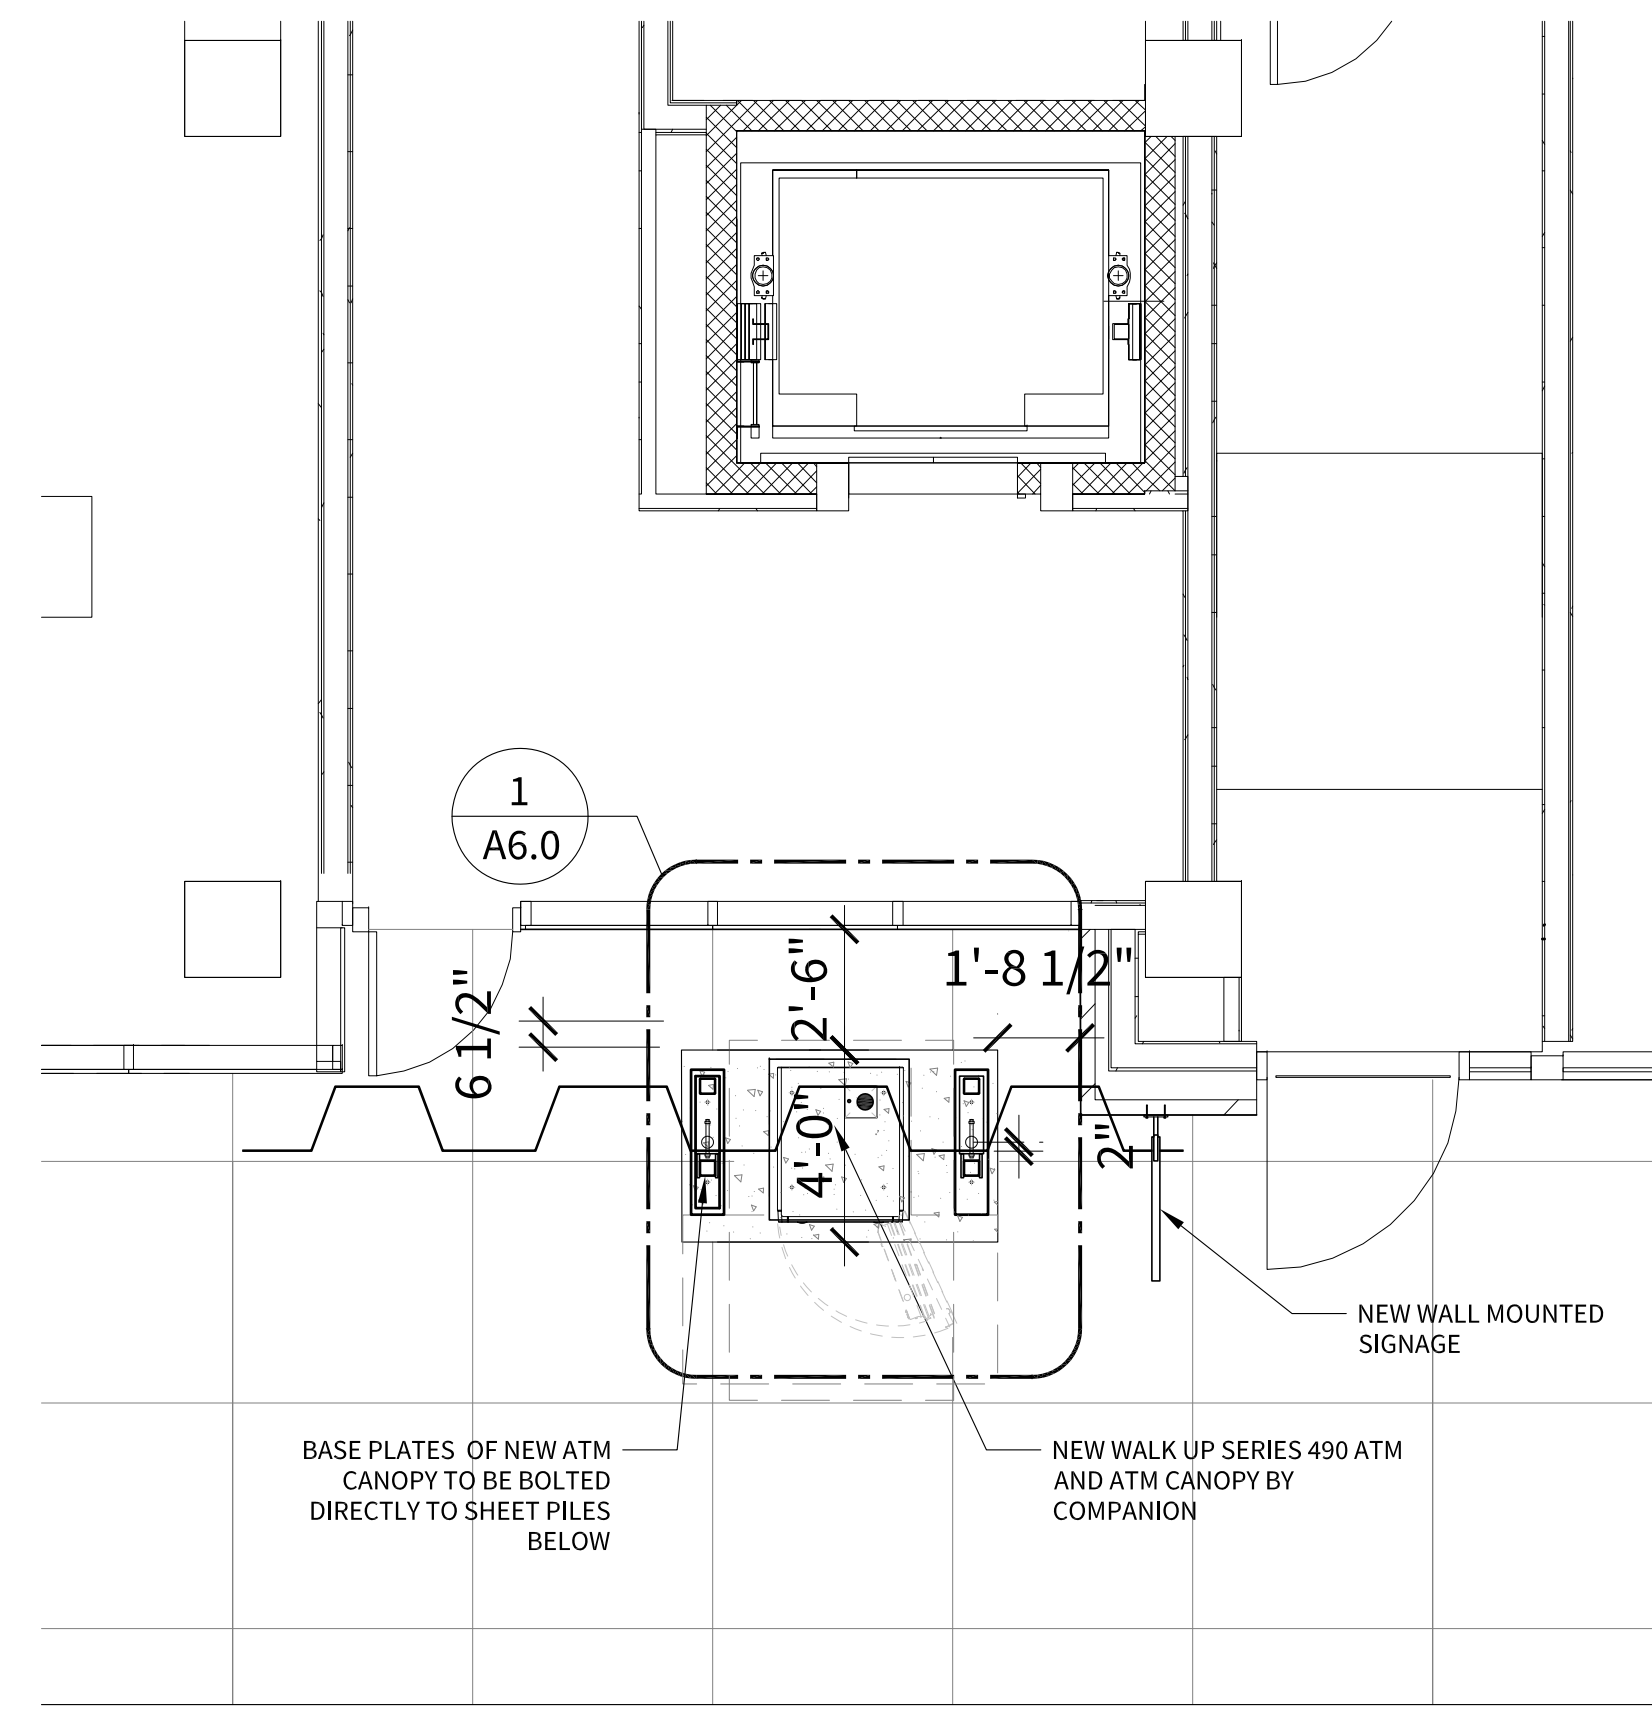 1
A6.0
6 1/2"
2'-6"
1'-8 1/2"
4'-0"
2"
NEW WALL MOUNTED
SIGNAGE
BASE PLATES OF NEW ATM
CANOPY TO BE BOLTED
DIRECTLY TO SHEET PILES
BELOW
NEW WALK UP SERIES 490 ATM
AND ATM CANOPY BY
COMPANION